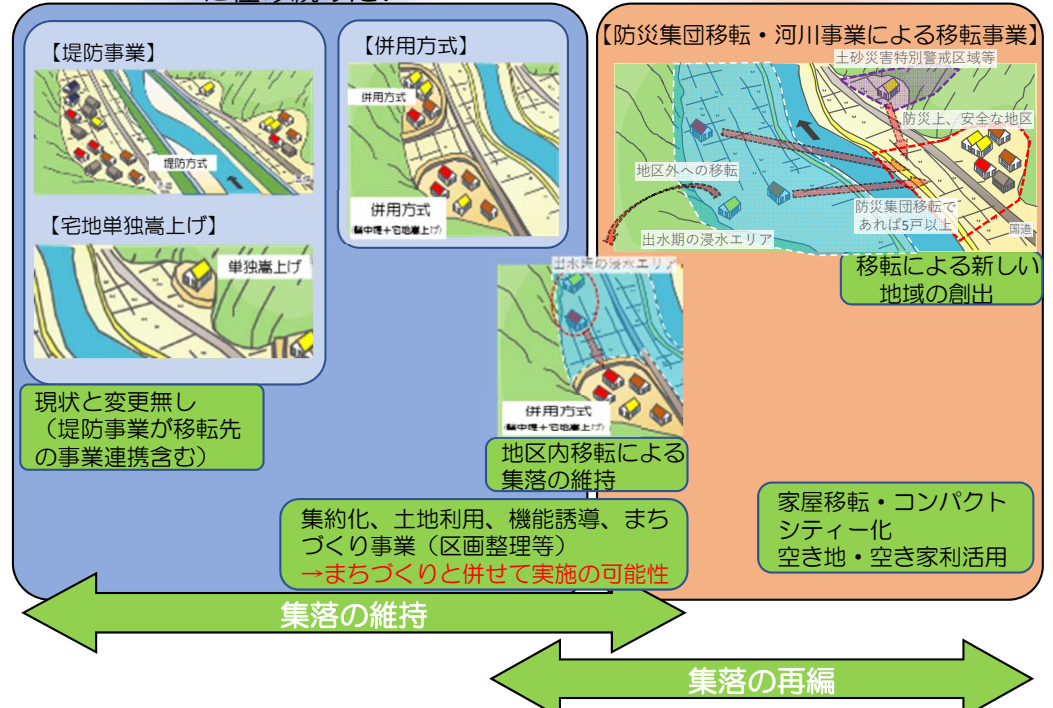 【堤防事業】
堤防方式
【併用方式】
併用方式
併用方式
(輪中堤+宅地嵩上げ)
【宅地単独嵩上げ】
単独嵩上げ
現状と変更無し
（堤防事業が移転先
の事業連携含む）
出水時の浸水エリア
併用方式
(輪中堤+宅地嵩上げ)
地区内移転による
集落の維持
集約化、土地利用、機能誘導、まち
づくり事業（区画整理等）
→まちづくりと併せて実施の可能性
【防災集団移転・河川事業による移転事業】
土砂災害特別警戒区域等
防災上、安全な地区
地区外への移転
防災集団移転で
あれば5戸以上
国道
出水期の浸水エリア
移転による新しい
地域の創出
家屋移転・コンパクト
シティー化
空き地・空き家利活用
集落の維持
集落の再編